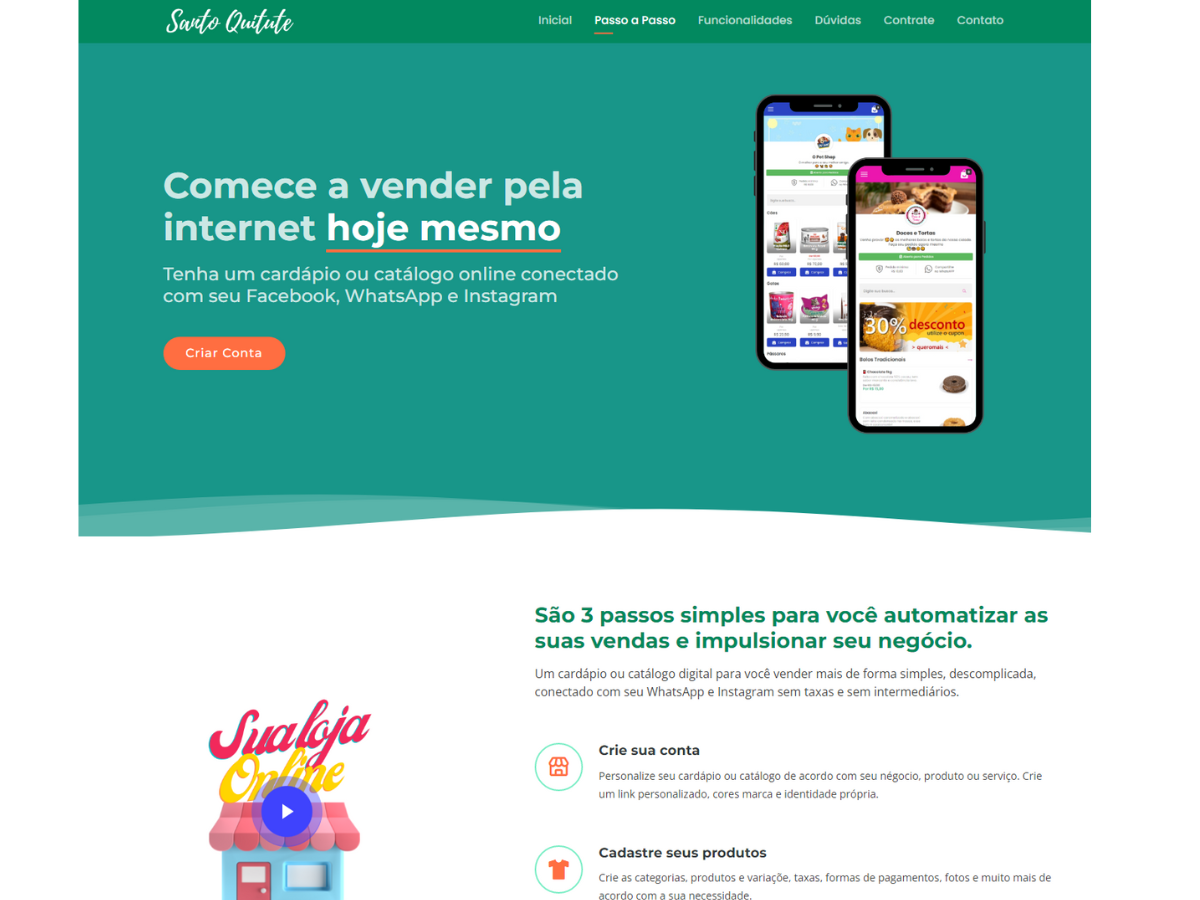 Santo Quitute
Inicial
Passo a Passo
Funcionalidades
Dúvidas
Contrate
Contato
Comece a vender pela
internet hoje mesmo
Tenha um cardápio ou catálogo online conectado
com seu Facebook, WhatsApp e Instagram
Criar Conta
Docas e Tortas
30% desconto
> queromais <
Bolos Tradicionais
São 3 passos simples para você automatizar as
suas vendas e impulsionar seu negócio.
Um cardápio ou catálogo digital para você vender mais de forma simples, descomplicada,
conectado com seu WhatsApp e Instagram sem taxas e sem intermediários.
Sua loja
Online
Crie sua conta
Personalize seu cardápio ou catálogo de acordo com seu négocio, produto ou serviço. Crie
um link personalizado, cores marca e identidade própria.
Cadastre seus produtos
Crie as categorias, produtos e variaçõe, taxas, formas de pagamentos, fotos e muito mais de
acordo com a sua necessidade.